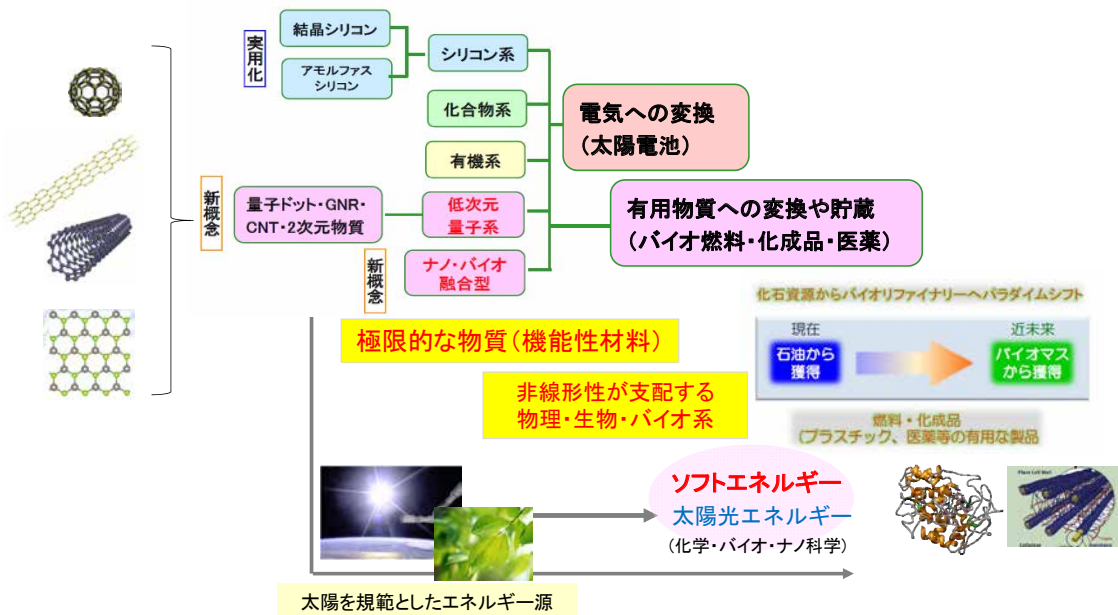 実用化
結晶シリコン
アモルファス
シリコン
シリコン系
化合物系
有機系
新概念
量子ドット・GNR・
CNT・2次元物質
低次元
量子系
新概念
ナノ・バイオ
融合型
電気への変換
（太陽電池）
有用物質への変換や貯蔵
（バイオ燃料・化成品・医薬）
極限的な物質（機能性材料）
非線形性が支配する
物理・生物・バイオ系
化石資源からバイオリファイナリーへパラダイムシフト
現在
石油から
獲得
近未来
バイオマス
から獲得
燃料・化成品
（プラスチック、医薬等の有用な製品
ソフトエネルギー
太陽光エネルギー
（化学・バイオ・ナノ科学）
Plant Cell Wall
太陽を規範としたエネルギー源